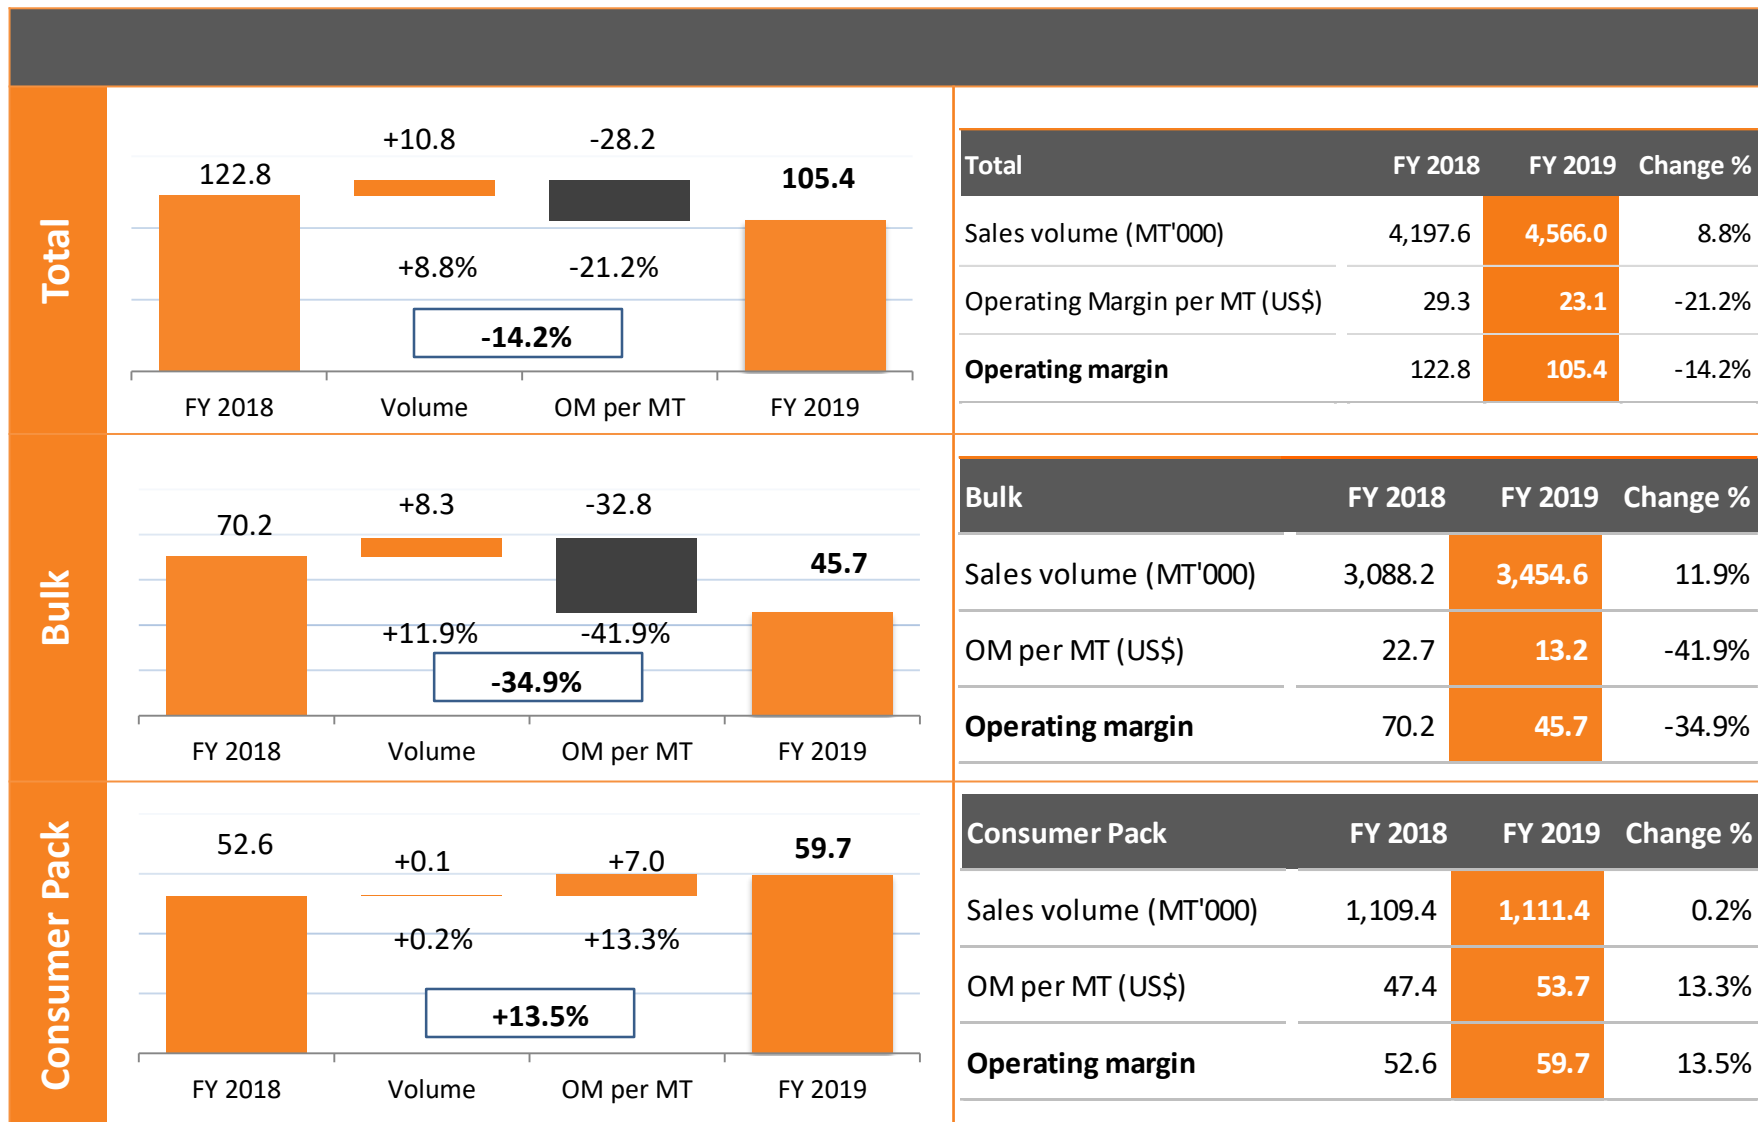 Total
+10.8 -28.2
122.8 105.4
+8.8% -21.2%
-14.2%
FY 2018 Volume OM per MT FY 2019
Total FY 2018 FY 2019 Change %
Sales volume (MT'000) 4,197.6 4,566.0 8.8%
Operating Margin per MT (US$) 29.3 23.1 -21.2%
Operating margin 122.8 105.4 -14.2%
Bulk
+8.3 -32.8
70.2 45.7
+11.9% -41.9%
-34.9%
FY 2018 Volume OM per MT FY 2019
Bulk FY 2018 FY 2019 Change %
Sales volume (MT'000) 3,088.2 3,454.6 11.9%
OM per MT (US$) 22.7 13.2 -41.9%
Operating margin 70.2 45.7 -34.9%
Consumer Pack
52.6 +0.1 +7.0 59.7
+0.2% +13.3%
+13.5%
FY 2018 Volume OM per MT FY 2019
Consumer Pack FY 2018 FY 2019 Change %
Sales volume (MT'000) 1,109.4 1,111.4 0.2%
OM per MT (US$) 47.4 53.7 13.3%
Operating margin 52.6 59.7 13.5%